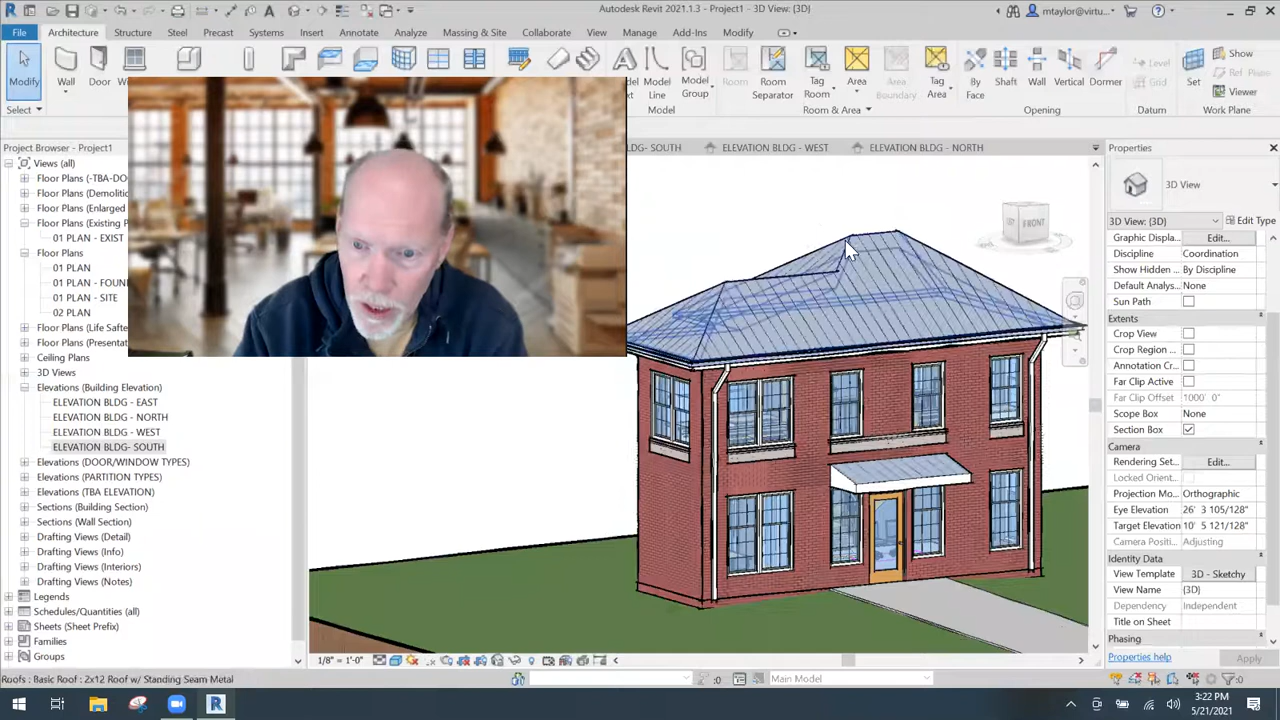 Autodesk Revit 2021.1.3 - Project1 - 3D View: {3D}
mtaylor@virtu...
File Architecture Structure Steel Precast Systems Insert Annotate Analyze Massing & Site Collaborate View Manage Add-Ins Modify
Modify
Wall
Door
Model Line
Model Group
Room
Room Separator
Tag Room
Area
Area Boundary
Tag Area
By Face
Shaft
Wall
Vertical
Dormer
Level
Grid
Set
Show
Ref Plane
Viewer
Select
Model
Room & Area
Opening
Datum
Work Plane
Project Browser - Project1
SOUTH
ELEVATION BLDG - WEST
ELEVATION BLDG - NORTH
Properties
Views (all)
Floor Plans (-TBA-DO
Floor Plans (Demolitio
Floor Plans (Enlarged
Floor Plans (Existing P
01 PLAN - EXIST
Floor Plans
01 PLAN
01 PLAN - FOUN
01 PLAN - SITE
02 PLAN
Floor Plans (Life Safte
Floor Plans (Presentat
Ceiling Plans
3D Views
Elevations (Building Elevation)
ELEVATION BLDG - EAST
ELEVATION BLDG - NORTH
ELEVATION BLDG - WEST
ELEVATION BLDG- SOUTH
Elevations (DOOR/WINDOW TYPES)
Elevations (PARTITION TYPES)
Elevations (TBA ELEVATION)
Sections (Building Section)
Sections (Wall Section)
Drafting Views (Detail)
Drafting Views (Info)
Drafting Views (Interiors)
Drafting Views (Notes)
Legends
Schedules/Quantities (all)
Sheets (Sheet Prefix)
Families
Groups
FRONT
3D View
3D View: {3D} Edit Type
Graphic Displa... Edit...
Discipline Coordination
Show Hidden ... By Discipline
Default Analys... None
Sun Path
Extents
Crop View
Crop Region ...
Annotation Cr...
Far Clip Active
Far Clip Offset 1000' 0"
Scope Box None
Section Box
Camera
Rendering Set... Edit...
Locked Orient...
Projection Mo... Orthographic
Eye Elevation 26' 3 105/128"
Target Elevation 10' 5 121/128"
Camera Positi... Adjusting
Identity Data
View Template 3D - Sketchy
View Name {3D}
Dependency Independent
Title on Sheet
Phasing
Properties help
Apply
1/8" = 1'-0"
Roofs : Basic Roof : 2x12 Roof w/ Standing Seam Metal
:0
Main Model
:0
3:22 PM
5/21/2021